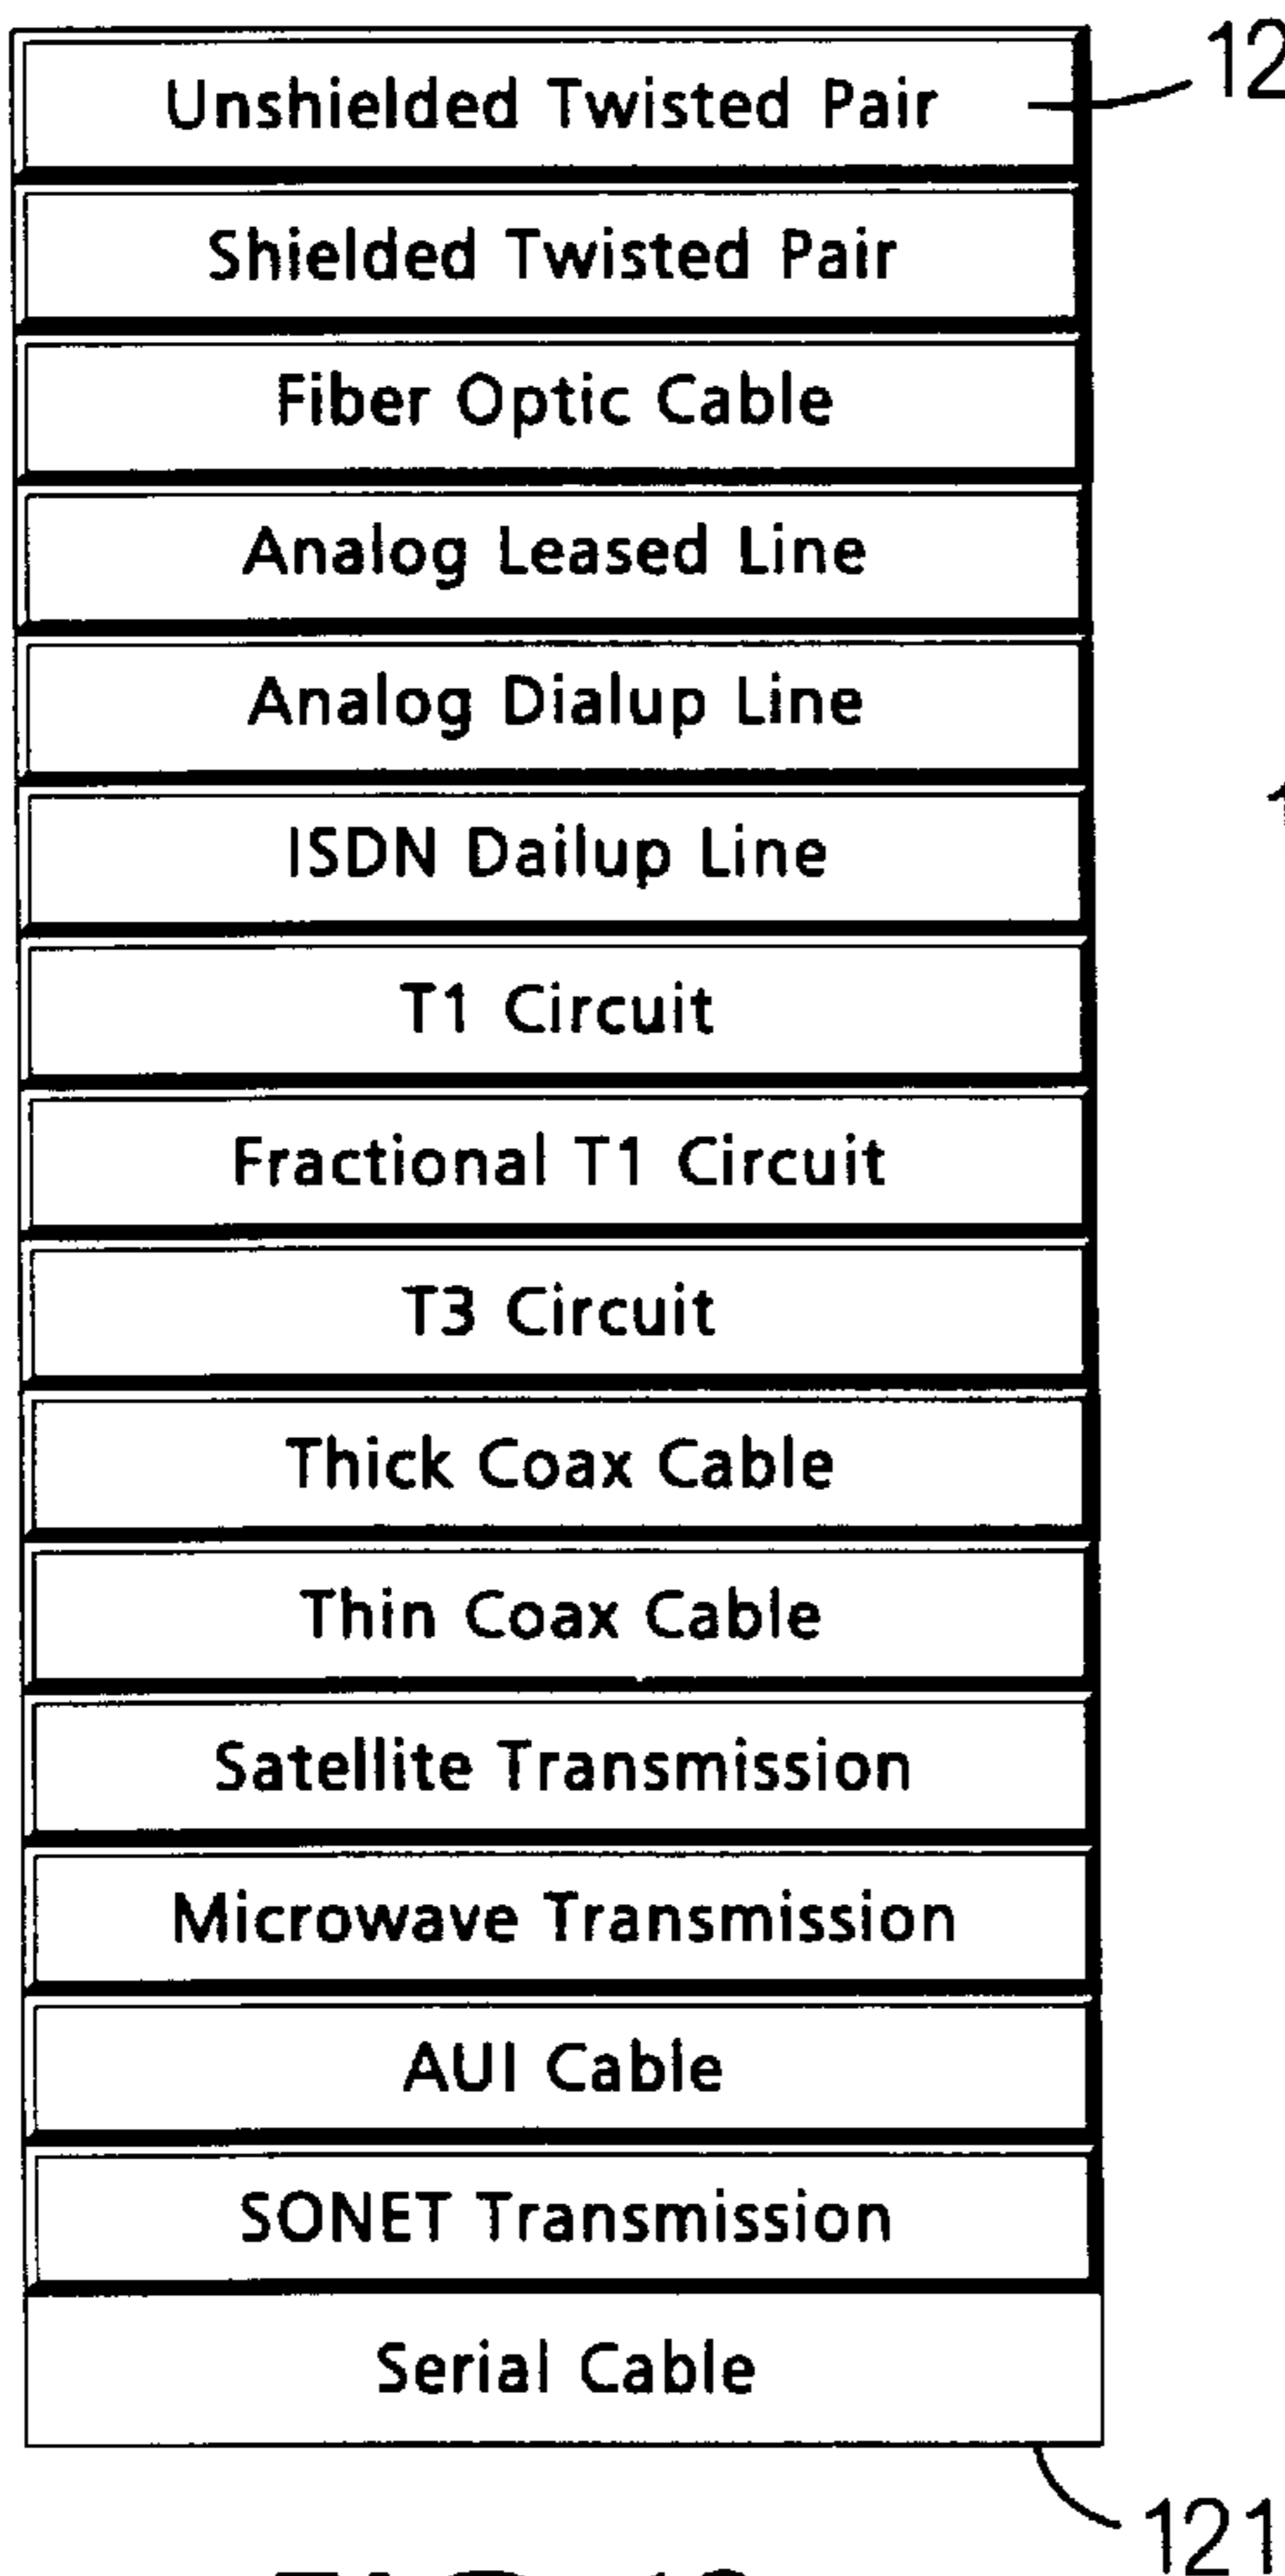 Unshielded Twisted Pair
Shielded Twisted Pair
Fiber Optic Cable
Analog Leased Line
Analog Dialup Line
ISDN Dailup Line
T1 Circuit
Fractional T1 Circuit
T3 Circuit
Thick Coax Cable
Thin Coax Cable
Satellite Transmission
Microwave Transmission
AUI Cable
SONET Transmission
Serial Cable
121